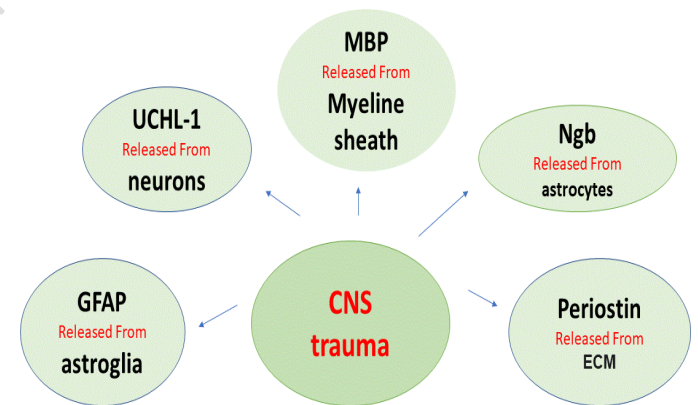 MBP
Released From
Myeline
sheath
UCHL-1
Released From
neurons
Ngb
Released From
astrocytes
GFAP
Released From
astroglia
CNS
trauma
Periostin
Released From
ECM